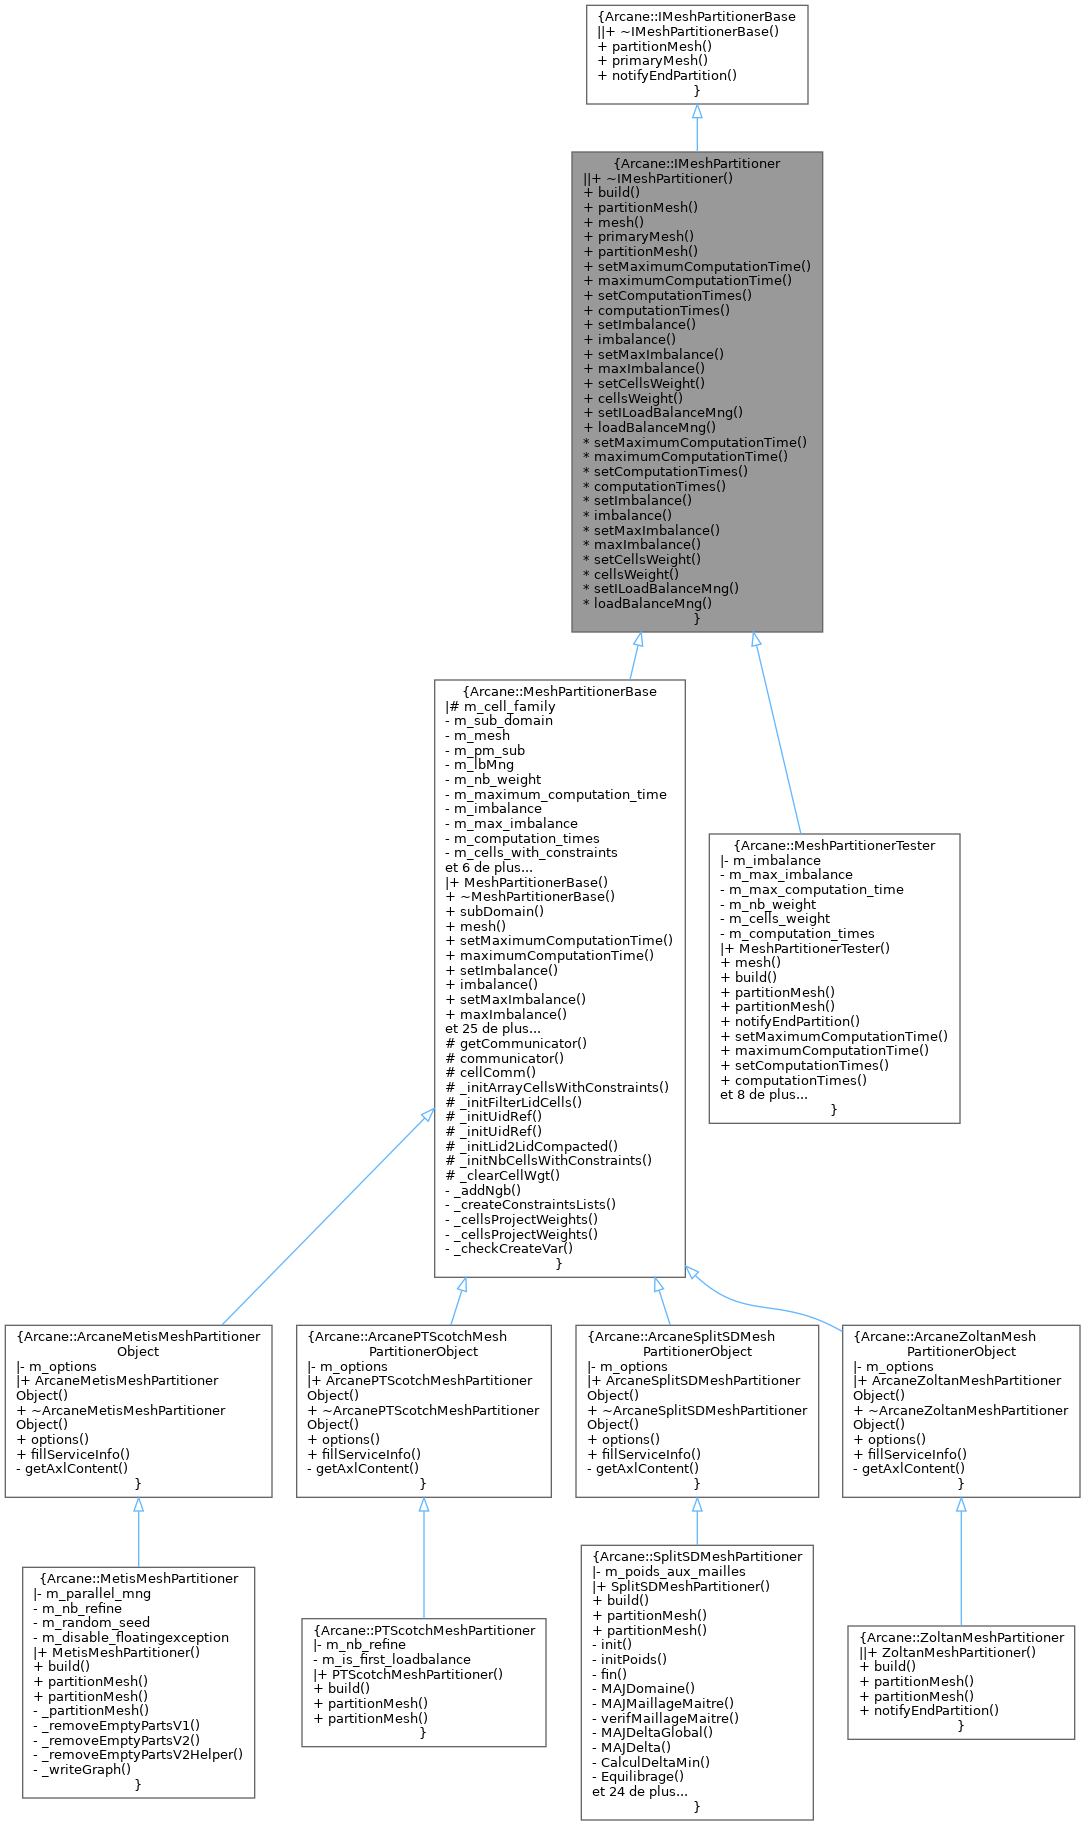 {Arcane::IMeshPartitionerBase
||+ ~IMeshPartitionerBase()
+ partitionMesh()
+ primaryMesh()
+ notifyEndPartition()
}
{Arcane::IMeshPartitioner
||+ ~IMeshPartitioner()
+ build()
+ partitionMesh()
+ mesh()
+ primaryMesh()
+ partitionMesh()
+ setMaximumComputationTime()
+ maximumComputationTime()
+ setComputationTimes()
+ computationTimes()
+ setImbalance()
+ imbalance()
+ setMaxImbalance()
+ maxImbalance()
+ setCellsWeight()
+ cellsWeight()
+ setILoadBalanceMng()
+ loadBalanceMng()
* setMaximumComputationTime()
* maximumComputationTime()
* setComputationTimes()
* computationTimes()
* setImbalance()
* imbalance()
* setMaxImbalance()
* maxImbalance()
* setCellsWeight()
* cellsWeight()
* setILoadBalanceMng()
* loadBalanceMng()
}
{Arcane::MeshPartitionerBase
|# m_cell_family
- m_sub_domain
- m_mesh
- m_pm_sub
- m_lbMng
- m_nb_weight
- m_maximum_computation_time
- m_imbalance
- m_max_imbalance
- m_computation_times
- m_cells_with_constraints
et 6 de plus...
|+ MeshPartitionerBase()
+ ~MeshPartitionerBase()
+ subDomain()
+ mesh()
+ setMaximumComputationTime()
+ maximumComputationTime()
+ setImbalance()
+ imbalance()
+ setMaxImbalance()
+ maxImbalance()
et 25 de plus...
# getCommunicator()
# communicator()
# cellComm()
# _initArrayCellsWithConstraints()
# _initFilterLidCells()
# _initUidRef()
# _initUidRef()
# _initLid2LidCompacted()
# _initNbCellsWithConstraints()
# _clearCellWgt()
- _addNgb()
- _createConstraintsLists()
- _cellsProjectWeights()
- _cellsProjectWeights()
- _checkCreateVar()
}
{Arcane::MeshPartitionerTester
|- m_imbalance
- m_max_imbalance
- m_max_computation_time
- m_nb_weight
- m_cells_weight
- m_computation_times
|+ MeshPartitionerTester()
+ mesh()
+ build()
+ partitionMesh()
+ partitionMesh()
+ notifyEndPartition()
+ setMaximumComputationTime()
+ maximumComputationTime()
+ setComputationTimes()
+ computationTimes()
et 8 de plus...
}
{Arcane::ArcaneMetisMeshPartitioner
Object
|- m_options
|+ ArcaneMetisMeshPartitioner
Object()
+ ~ArcaneMetisMeshPartitioner
Object()
+ options()
+ fillServiceInfo()
- getAxlContent()
}
{Arcane::ArcanePTScotchMesh
PartitionerObject
|- m_options
|+ ArcanePTScotchMeshPartitioner
Object()
+ ~ArcanePTScotchMeshPartitioner
Object()
+ options()
+ fillServiceInfo()
- getAxlContent()
}
{Arcane::ArcaneSplitSDMesh
PartitionerObject
|- m_options
|+ ArcaneSplitSDMeshPartitioner
Object()
+ ~ArcaneSplitSDMeshPartitioner
Object()
+ options()
+ fillServiceInfo()
- getAxlContent()
}
{Arcane::ArcaneZoltanMesh
PartitionerObject
|- m_options
|+ ArcaneZoltanMeshPartitioner
Object()
+ ~ArcaneZoltanMeshPartitioner
Object()
+ options()
+ fillServiceInfo()
- getAxlContent()
}
{Arcane::MetisMeshPartitioner
|- m_parallel_mng
- m_nb_refine
- m_random_seed
- m_disable_floatingexception
|+ MetisMeshPartitioner()
+ build()
+ partitionMesh()
+ partitionMesh()
- _partitionMesh()
- _removeEmptyPartsV1()
- _removeEmptyPartsV2()
- _removeEmptyPartsV2Helper()
- _writeGraph()
}
{Arcane::PTScotchMeshPartitioner
|- m_nb_refine
- m_is_first_loadbalance
|+ PTScotchMeshPartitioner()
+ build()
+ partitionMesh()
+ partitionMesh()
}
{Arcane::SplitSDMeshPartitioner
|- m_poids_aux_mailles
|+ SplitSDMeshPartitioner()
+ build()
+ partitionMesh()
+ partitionMesh()
- init()
- initPoids()
- fin()
- MAJDomaine()
- MAJMaillageMaitre()
- verifMaillageMaitre()
- MAJDeltaGlobal()
- MAJDelta()
- CalculDeltaMin()
- Equilibrage()
et 24 de plus...
}
{Arcane::ZoltanMeshPartitioner
||+ ZoltanMeshPartitioner()
+ build()
+ partitionMesh()
+ partitionMesh()
+ notifyEndPartition()
}